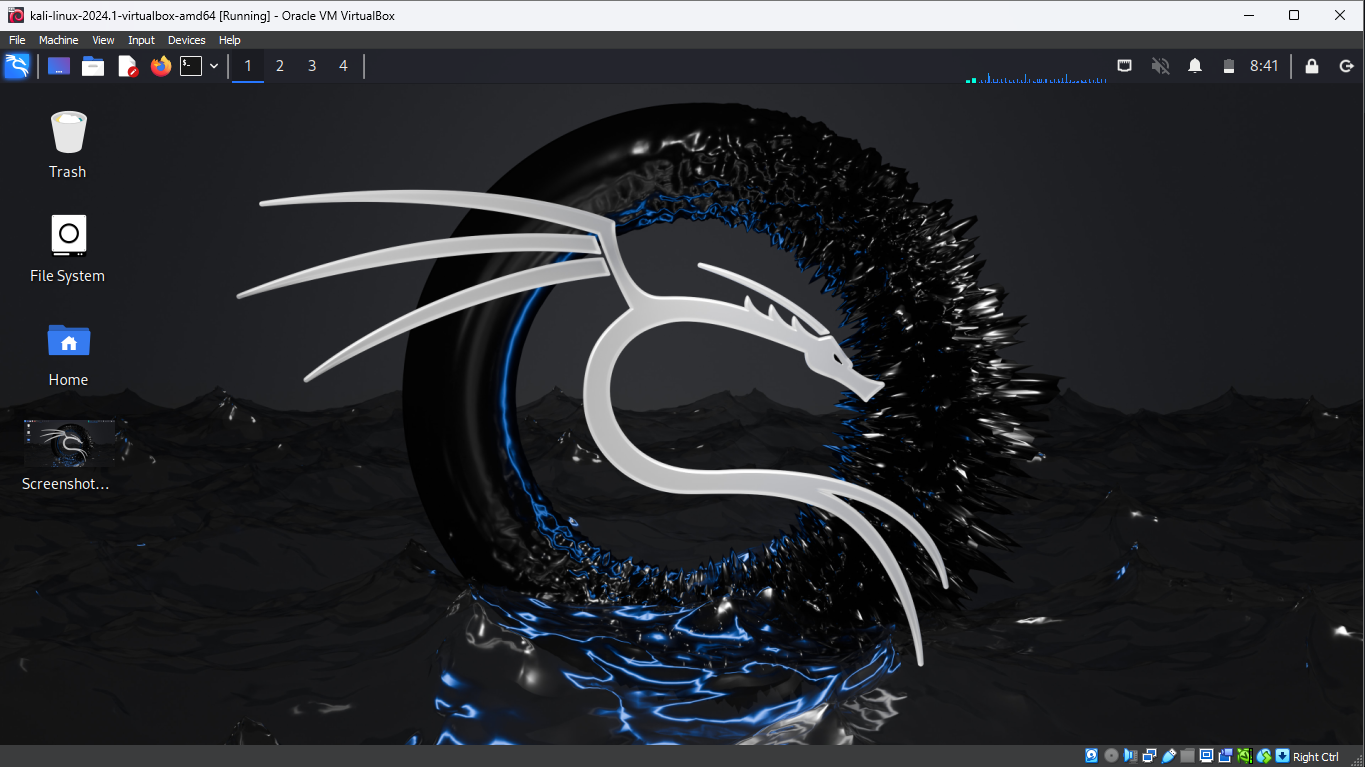 kali-linux-2024.1-virtualbox-amd64 [Running] - Oracle VM VirtualBox
File Machine View Input Devices Help
1 2 3 4 8:41
Trash
File System
Home
Screenshot...
Right Ctrl